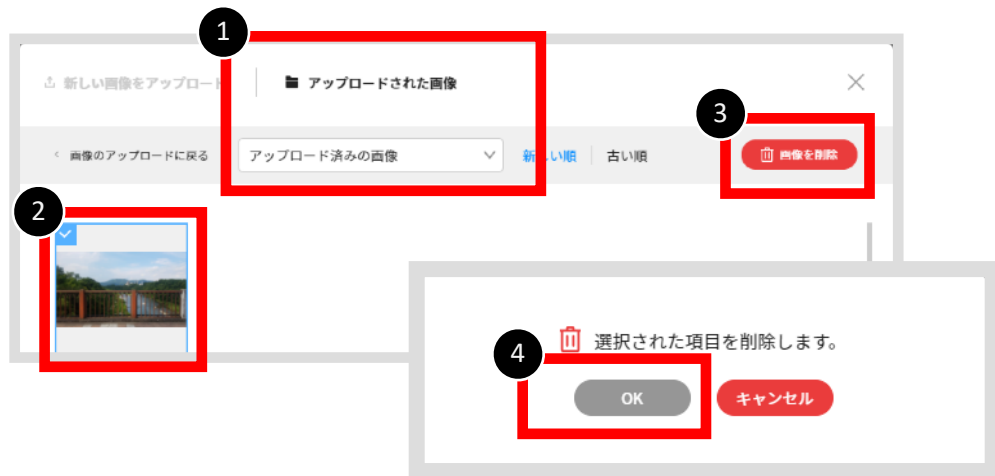 1
新しい画像をアップロード
アップロードされた画像
3
画像のアップロードに戻る
アップロード済みの画像
新しい順
古い順
画像を削除
2
選択された項目を削除します。
4
OK
キャンセル